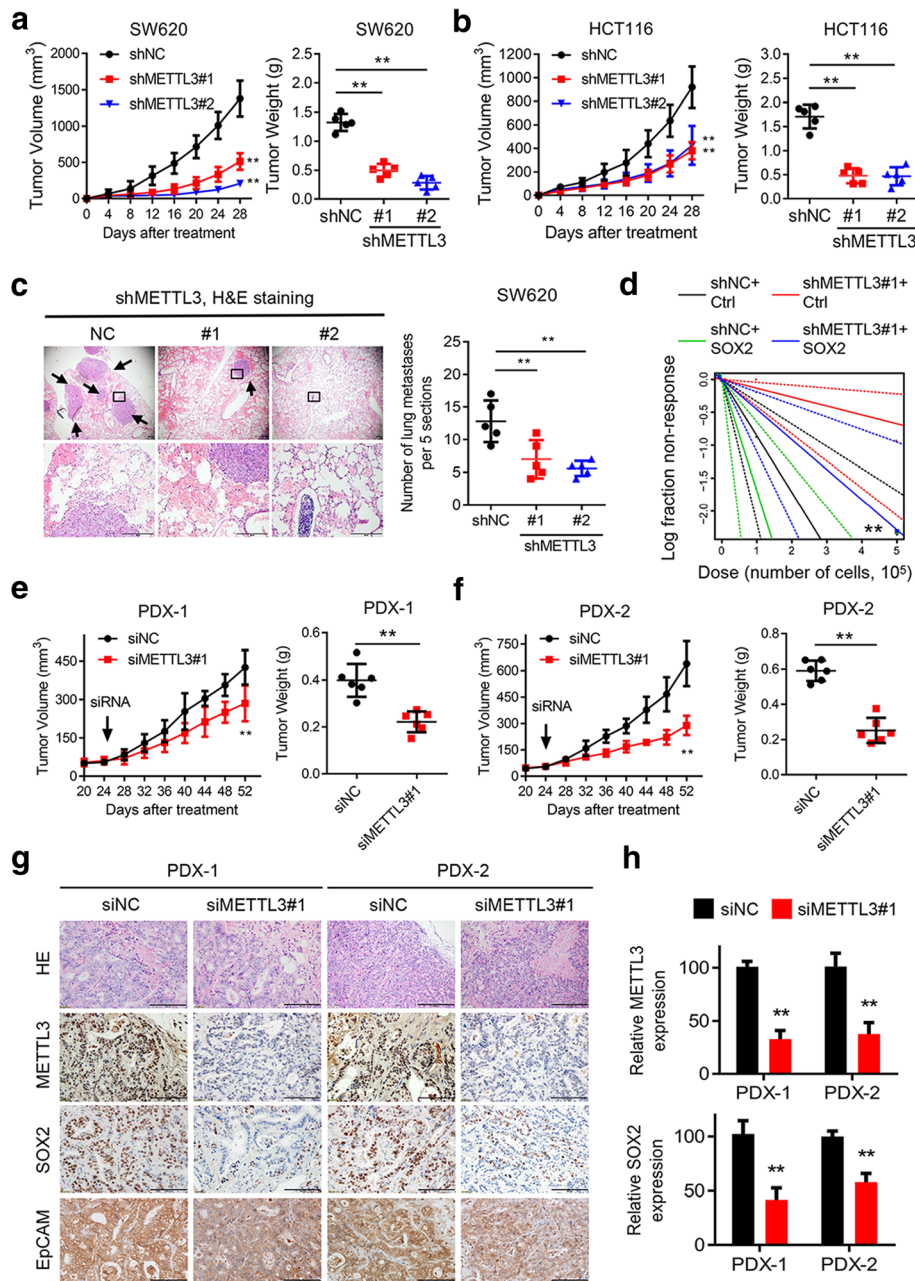 a
SW620
Tumor Volume (mm³)
2000
1500
1000
500
0
shNC
shMETTL3#1
shMETTL3#2
**
**
0 4 8 12 16 20 24 28
Days after treatment
SW620
Tumor Weight (g)
2.5
2.0
1.5
1.0
0.5
0.0
**
**
shNC #1 #2
shMETTL3
b
HCT116
Tumor Volume (mm³)
1200
1000
800
600
400
200
0
shNC
shMETTL3#1
shMETTL3#2
**
**
0 4 8 12 16 20 24 28
Days after treatment
HCT116
Tumor Weight (g)
3.0
2.5
2.0
1.5
1.0
0.5
0.0
**
**
shNC #1 #2
shMETTL3
c
shMETTL3, H&E staining
NC #1 #2
SW620
Number of lung metastases
per 5 sections
25
20
15
10
5
0
**
**
shNC #1 #2
shMETTL3
d
shNC+
Ctrl
shMETTL3#1+
Ctrl
shNC+
SOX2
shMETTL3#1+
SOX2
Log fraction non-response
0.0
-0.5
-1.0
-1.5
-2.0
**
0 1 2 3 4 5
Dose (number of cells, 10⁵)
e
PDX-1
Tumor Volume (mm³)
450
300
150
0
siNC
siMETTL3#1
siRNA
**
20 24 28 32 36 40 44 48 52
Days after treatment
PDX-1
Tumor Weight (g)
0.6
0.4
0.2
0.0
**
siNC
siMETTL3#1
f
PDX-2
Tumor Volume (mm³)
750
600
450
300
150
0
siNC
siMETTL3#1
siRNA
**
20 24 28 32 36 40 44 48 52
Days after treatment
PDX-2
Tumor Weight (g)
0.8
0.6
0.4
0.2
0.0
**
siNC
siMETTL3#1
g
PDX-1 PDX-2
siNC siMETTL3#1 siNC siMETTL3#1
HE
METTL3
SOX2
EpCAM
h
siNC siMETTL3#1
Relative METTL3
expression
100
50
0
**
**
PDX-1 PDX-2
Relative SOX2
expression
100
50
0
**
**
PDX-1 PDX-2